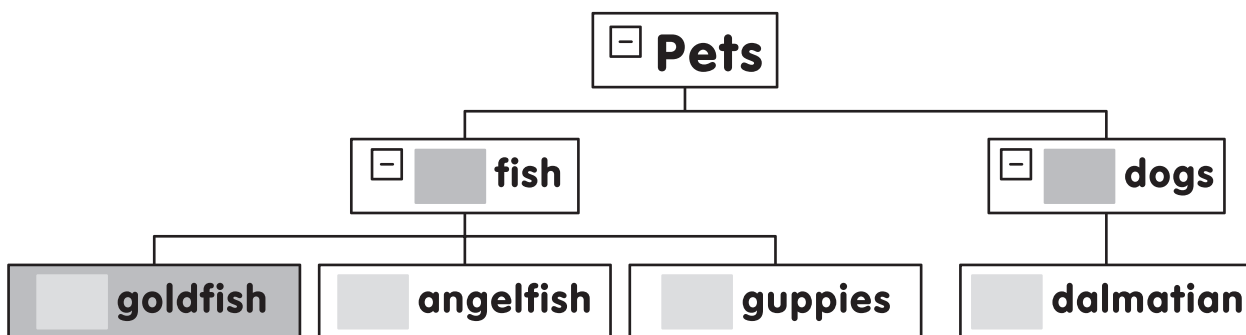 Pets
fish
dogs
goldfish
angelfish
guppies
dalmatian